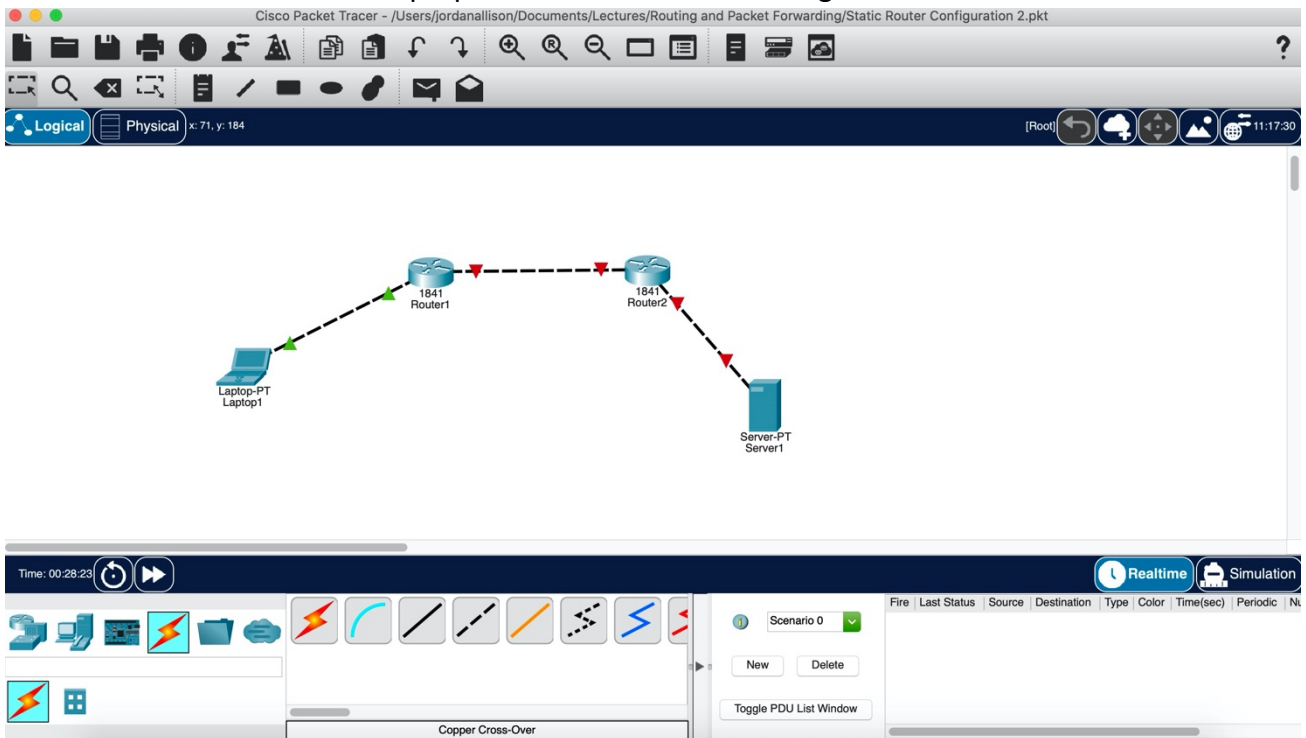 Cisco Packet Tracer - /Users/jordanallison/Documents/Lectures/Routing and Packet Forwarding/Static Router Configuration 2.pkt
?
Logical Physical x: 71, y: 184 [Root] 11:17:30
1841
Router1
1841
Router2
Laptop-PT
Laptop1
Server-PT
Server1
Time: 00:28:23 Realtime Simulation
Fire Last Status Source Destination Type Color Time(sec) Periodic
Scenario 0
New Delete
Toggle PDU List Window
Copper Cross-Over